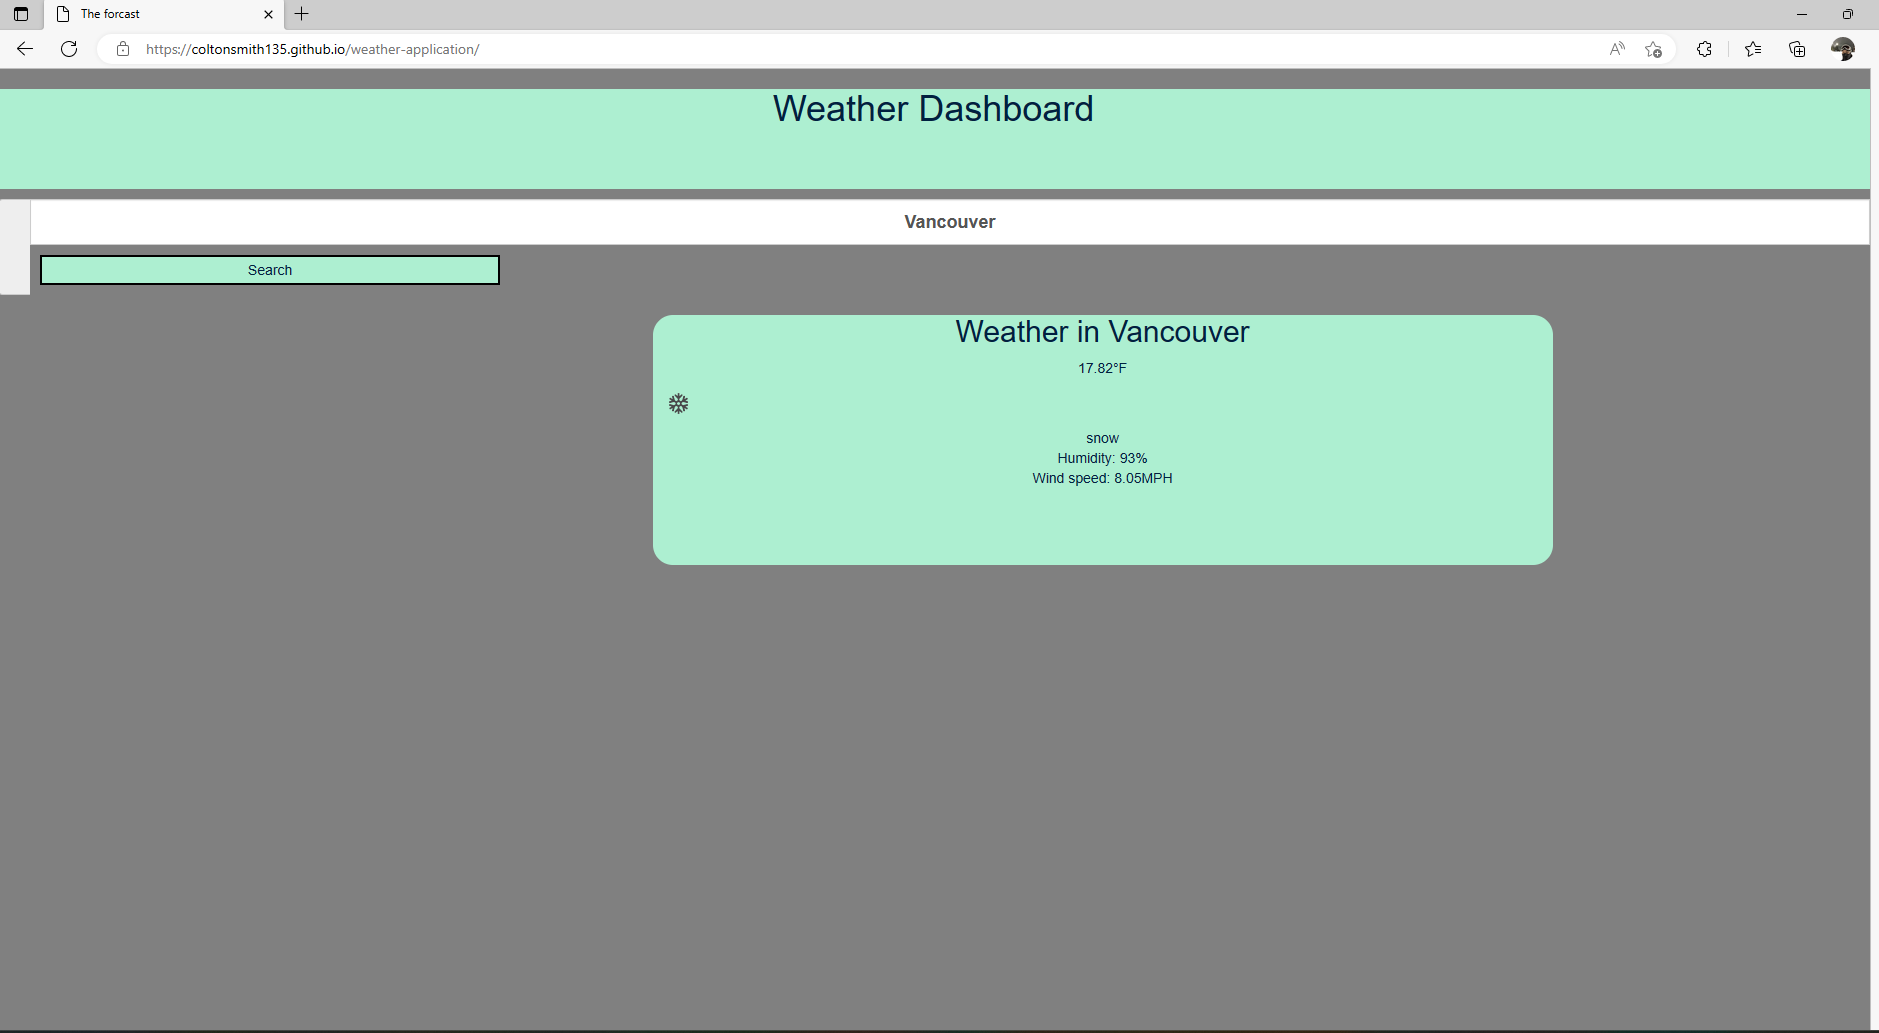 The forcast
https://coltonsmith135.github.io/weather-application/
Weather Dashboard
Vancouver
Search
Weather in Vancouver
17.82°F
snow
Humidity: 93%
Wind speed: 8.05MPH